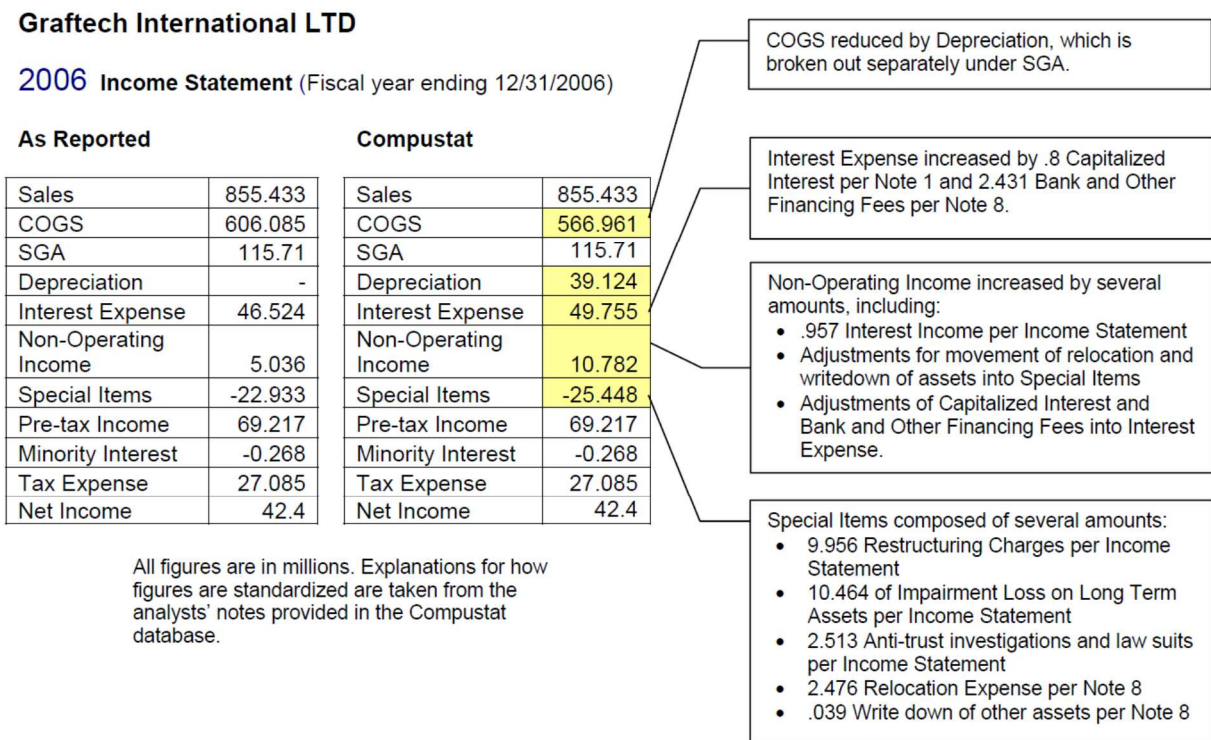 Graftech International LTD
2006 Income Statement (Fiscal year ending 12/31/2006)
As Reported
Sales 855.433
COGS 606.085
SGA 115.71
Depreciation -
Interest Expense 46.524
Non-Operating
Income 5.036
Special Items -22.933
Pre-tax Income 69.217
Minority Interest -0.268
Tax Expense 27.085
Net Income 42.4
Compustat
Sales 855.433
COGS 566.961
SGA 115.71
Depreciation 39.124
Interest Expense 49.755
Non-Operating
Income 10.782
Special Items -25.448
Pre-tax Income 69.217
Minority Interest -0.268
Tax Expense 27.085
Net Income 42.4
All figures are in millions. Explanations for how
figures are standardized are taken from the
analysts' notes provided in the Compustat
database.
COGS reduced by Depreciation, which is
broken out separately under SGA.
Interest Expense increased by .8 Capitalized
Interest per Note 1 and 2.431 Bank and Other
Financing Fees per Note 8.
Non-Operating Income increased by several
amounts, including:
• .957 Interest Income per Income Statement
• Adjustments for movement of relocation and
writedown of assets into Special Items
• Adjustments of Capitalized Interest and
Bank and Other Financing Fees into Interest
Expense.
Special Items composed of several amounts:
• 9.956 Restructuring Charges per Income
Statement
• 10.464 of Impairment Loss on Long Term
Assets per Income Statement
• 2.513 Anti-trust investigations and law suits
per Income Statement
• 2.476 Relocation Expense per Note 8
• .039 Write down of other assets per Note 8